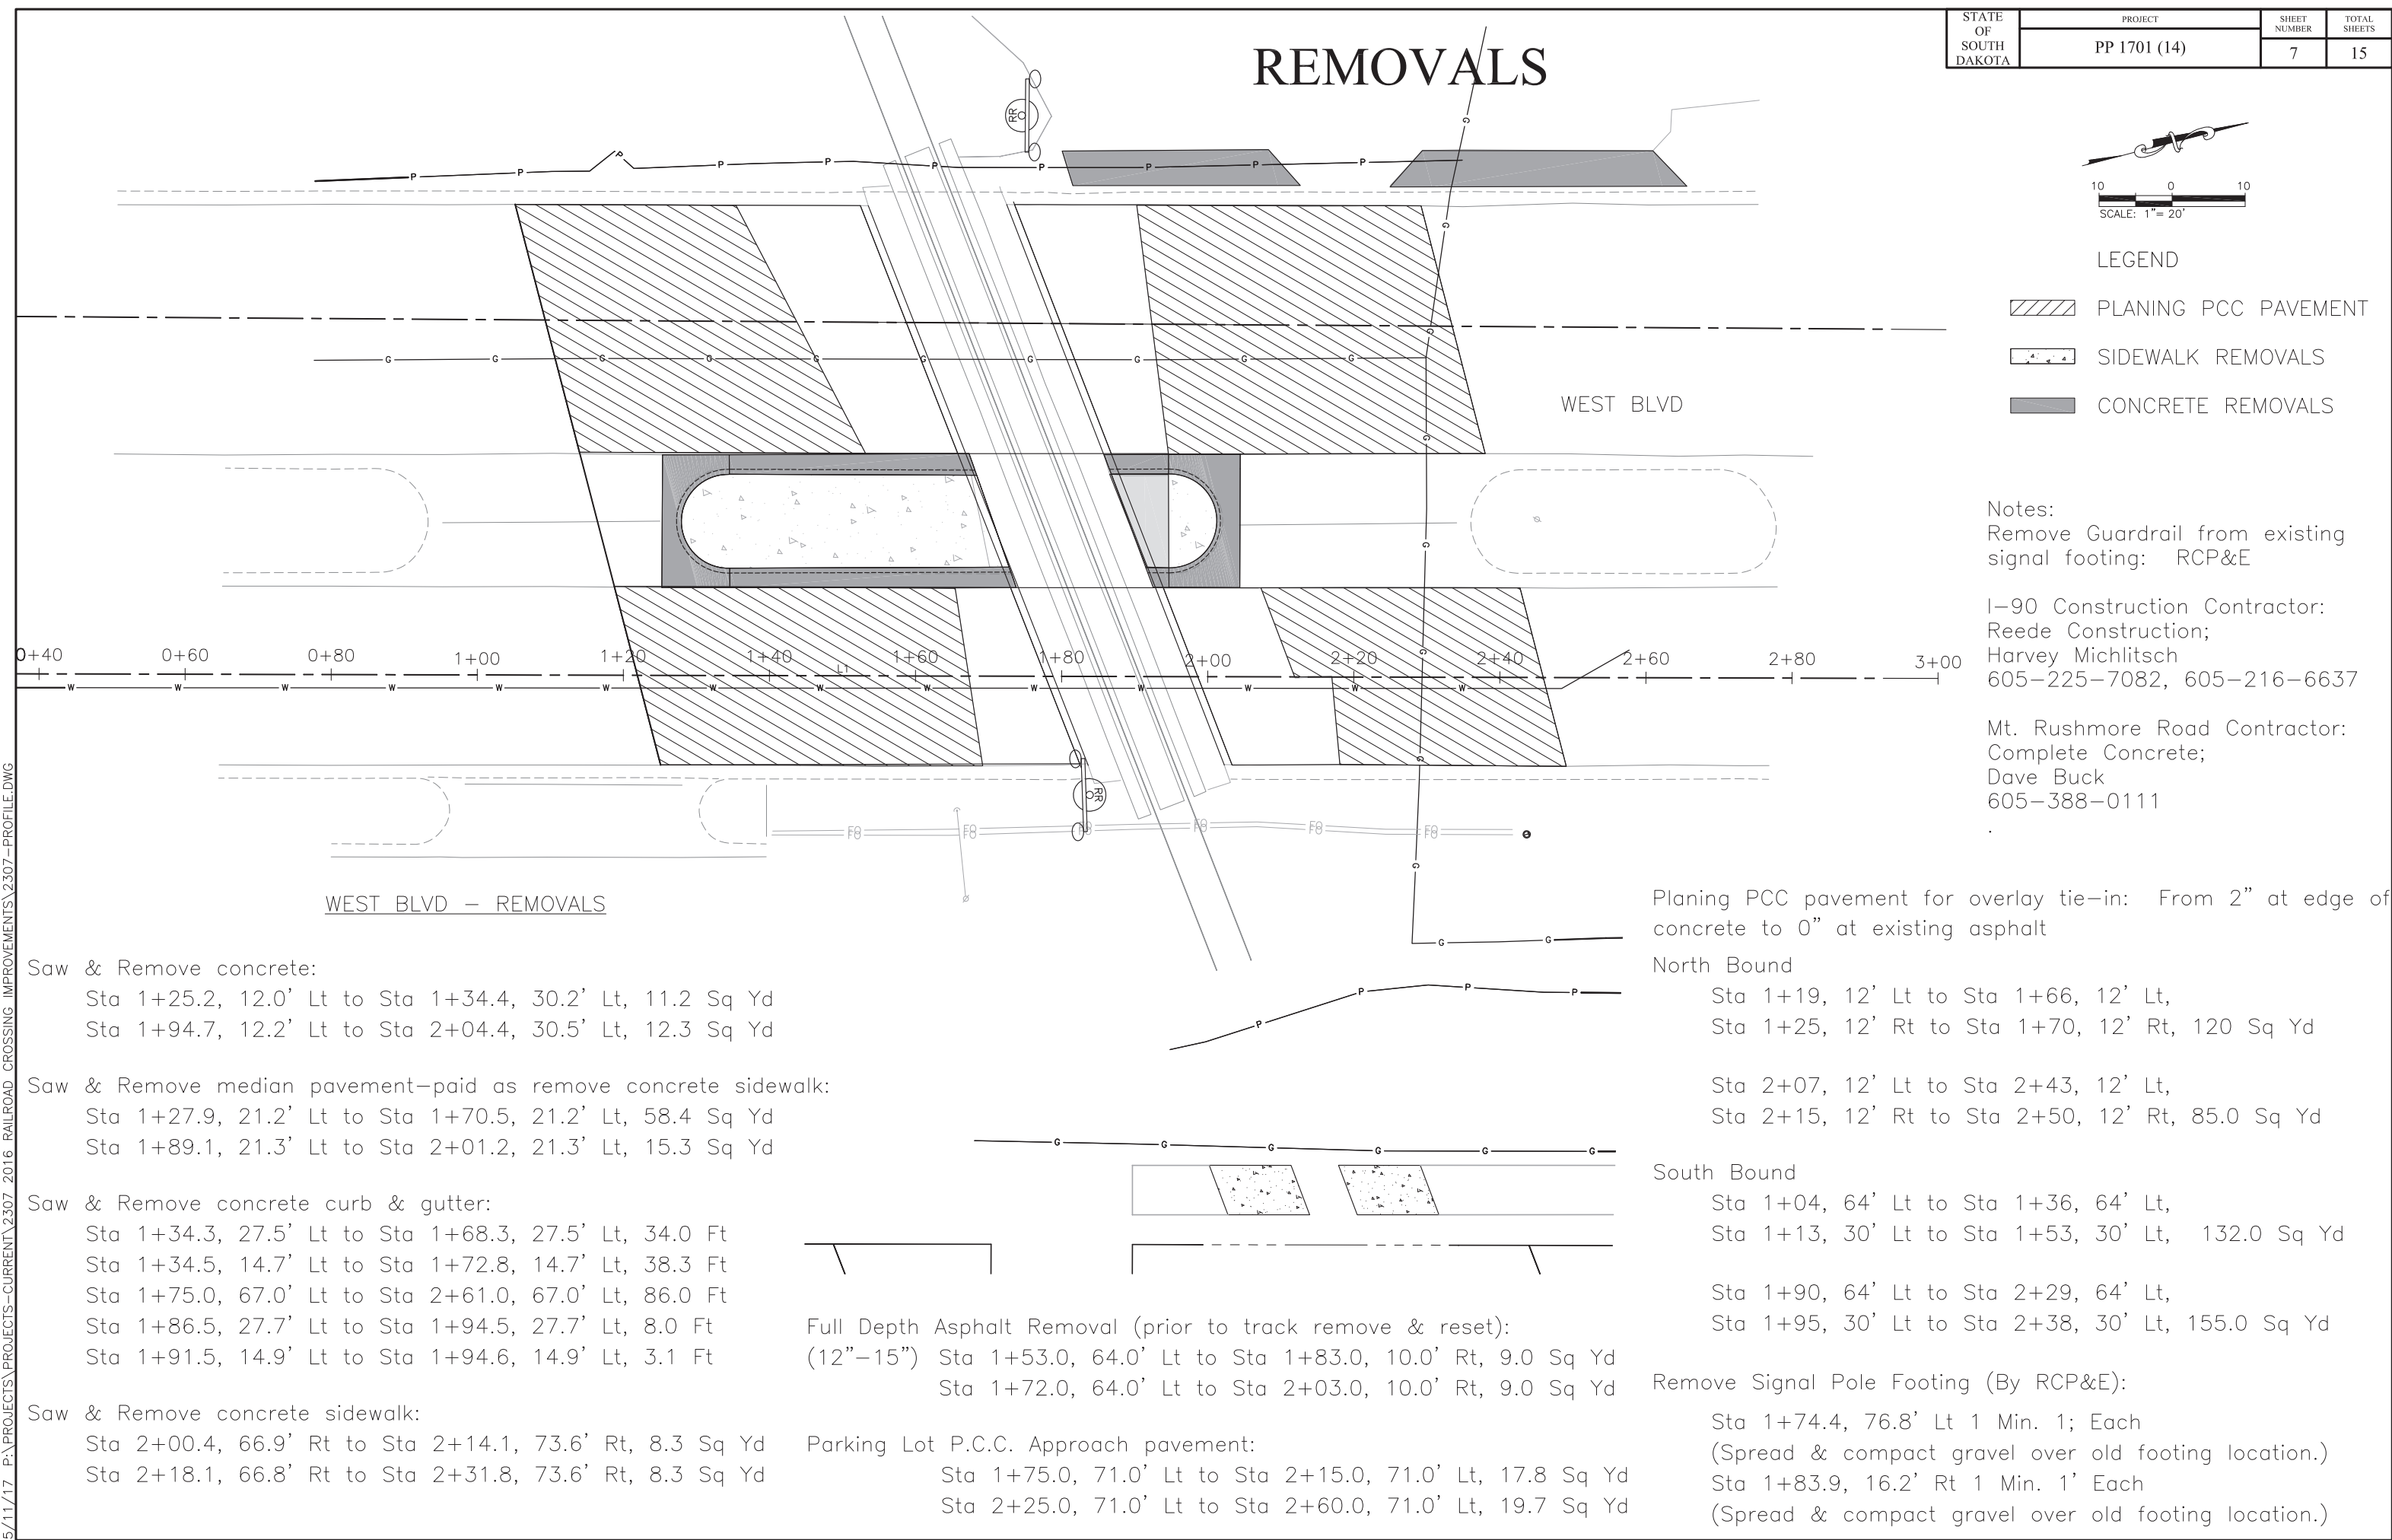 REMOVALS
STATE
OF
SOUTH
DAKOTA
PROJECT
PP 1701 (14)
SHEET
NUMBER
7
TOTAL
SHEETS
15
10 0 10
SCALE: 1"= 20'
LEGEND
PLANING PCC PAVEMENT
SIDEWALK REMOVALS
CONCRETE REMOVALS
RR
P P P P P P P P P P
G G G G G G G G G G
G
G
G
G
G
G
G
G
G
WEST BLVD
0+40 0+60 0+80 1+00 1+20 1+40 1+60 1+80 2+00 2+20 2+40 2+60 2+80 3+00
L1
W W W W W W W W W W W W W W
RR
FO FO FO FO FO FO
FO FO FO FO FO FO
Notes:
Remove Guardrail from existing
signal footing: RCP&E
I-90 Construction Contractor:
Reede Construction;
Harvey Michlitsch
605-225-7082, 605-216-6637
Mt. Rushmore Road Contractor:
Complete Concrete;
Dave Buck
605-388-0111
.
WEST BLVD - REMOVALS
Saw & Remove concrete:
Sta 1+25.2, 12.0' Lt to Sta 1+34.4, 30.2' Lt, 11.2 Sq Yd
Sta 1+94.7, 12.2' Lt to Sta 2+04.4, 30.5' Lt, 12.3 Sq Yd
Saw & Remove median pavement-paid as remove concrete sidewalk:
Sta 1+27.9, 21.2' Lt to Sta 1+70.5, 21.2' Lt, 58.4 Sq Yd
Sta 1+89.1, 21.3' Lt to Sta 2+01.2, 21.3' Lt, 15.3 Sq Yd
Saw & Remove concrete curb & gutter:
Sta 1+34.3, 27.5' Lt to Sta 1+68.3, 27.5' Lt, 34.0 Ft
Sta 1+34.5, 14.7' Lt to Sta 1+72.8, 14.7' Lt, 38.3 Ft
Sta 1+75.0, 67.0' Lt to Sta 2+61.0, 67.0' Lt, 86.0 Ft
Sta 1+86.5, 27.7' Lt to Sta 1+94.5, 27.7' Lt, 8.0 Ft
Sta 1+91.5, 14.9' Lt to Sta 1+94.6, 14.9' Lt, 3.1 Ft
Saw & Remove concrete sidewalk:
Sta 2+00.4, 66.9' Rt to Sta 2+14.1, 73.6' Rt, 8.3 Sq Yd
Sta 2+18.1, 66.8' Rt to Sta 2+31.8, 73.6' Rt, 8.3 Sq Yd
G G
P P P P
G G G G G G
Full Depth Asphalt Removal (prior to track remove & reset):
(12"-15") Sta 1+53.0, 64.0' Lt to Sta 1+83.0, 10.0' Rt, 9.0 Sq Yd
Sta 1+72.0, 64.0' Lt to Sta 2+03.0, 10.0' Rt, 9.0 Sq Yd
Parking Lot P.C.C. Approach pavement:
Sta 1+75.0, 71.0' Lt to Sta 2+15.0, 71.0' Lt, 17.8 Sq Yd
Sta 2+25.0, 71.0' Lt to Sta 2+60.0, 71.0' Lt, 19.7 Sq Yd
Planing PCC pavement for overlay tie-in: From 2" at edge of
concrete to 0" at existing asphalt
North Bound
Sta 1+19, 12' Lt to Sta 1+66, 12' Lt,
Sta 1+25, 12' Rt to Sta 1+70, 12' Rt, 120 Sq Yd
Sta 2+07, 12' Lt to Sta 2+43, 12' Lt,
Sta 2+15, 12' Rt to Sta 2+50, 12' Rt, 85.0 Sq Yd
South Bound
Sta 1+04, 64' Lt to Sta 1+36, 64' Lt,
Sta 1+13, 30' Lt to Sta 1+53, 30' Lt, 132.0 Sq Yd
Sta 1+90, 64' Lt to Sta 2+29, 64' Lt,
Sta 1+95, 30' Lt to Sta 2+38, 30' Lt, 155.0 Sq Yd
Remove Signal Pole Footing (By RCP&E):
Sta 1+74.4, 76.8' Lt 1 Min. 1; Each
(Spread & compact gravel over old footing location.)
Sta 1+83.9, 16.2' Rt 1 Min. 1' Each
(Spread & compact gravel over old footing location.)
5/11/17 P:\PROJECTS\PROJECTS-CURRENT\2307 2016 RAILROAD CROSSING IMPROVEMENTS\2307-PROFILE.DWG